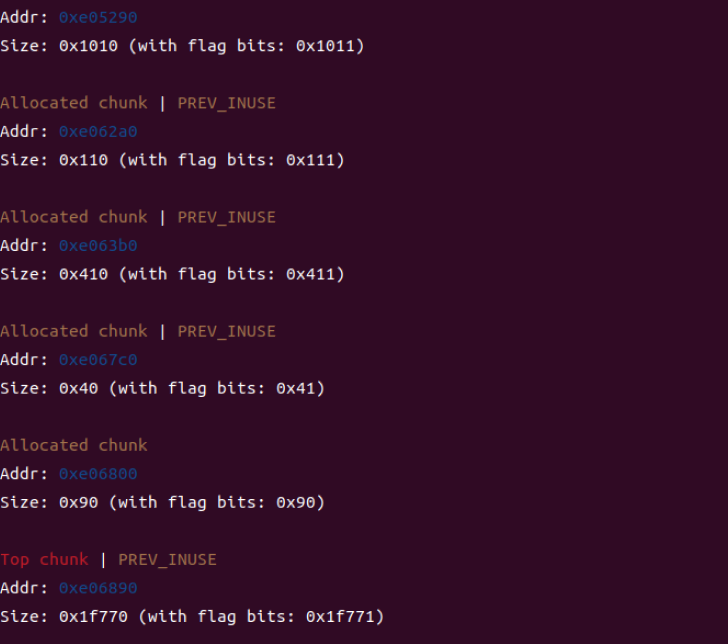 Addr: 0xe05290
Size: 0x1010 (with flag bits: 0x1011)
Allocated chunk | PREV_INUSE
Addr: 0xe062a0
Size: 0x110 (with flag bits: 0x111)
Allocated chunk | PREV_INUSE
Addr: 0xe063b0
Size: 0x410 (with flag bits: 0x411)
Allocated chunk | PREV_INUSE
Addr: 0xe067c0
Size: 0x40 (with flag bits: 0x41)
Allocated chunk
Addr: 0xe06800
Size: 0x90 (with flag bits: 0x90)
Top chunk | PREV_INUSE
Addr: 0xe06890
Size: 0x1f770 (with flag bits: 0x1f771)